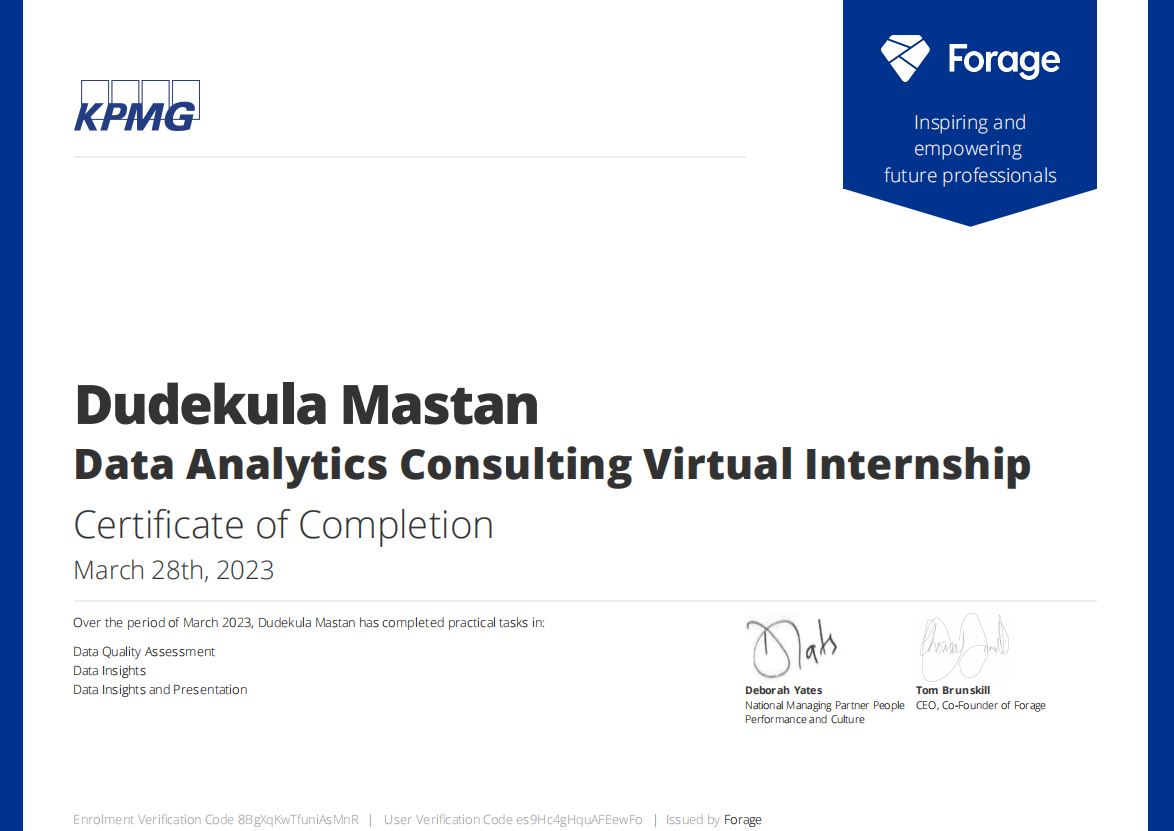 KPMG
Forage
Inspiring and
empowering
future professionals
Dudekula Mastan
Data Analytics Consulting Virtual Internship
Certificate of Completion
March 28th, 2023
Over the period of March 2023, Dudekula Mastan has completed practical tasks in:
Data Quality Assessment
Data Insights
Data Insights and Presentation
Deborah Yates
National Managing Partner People
Performance and Culture
Tom Brunskill
CEO, Co-Founder of Forage
Enrolment Verification Code 8BgXqKwTfuniAsMnR | User Verification Code es9Hc4gHquAFEewFo | Issued by Forage